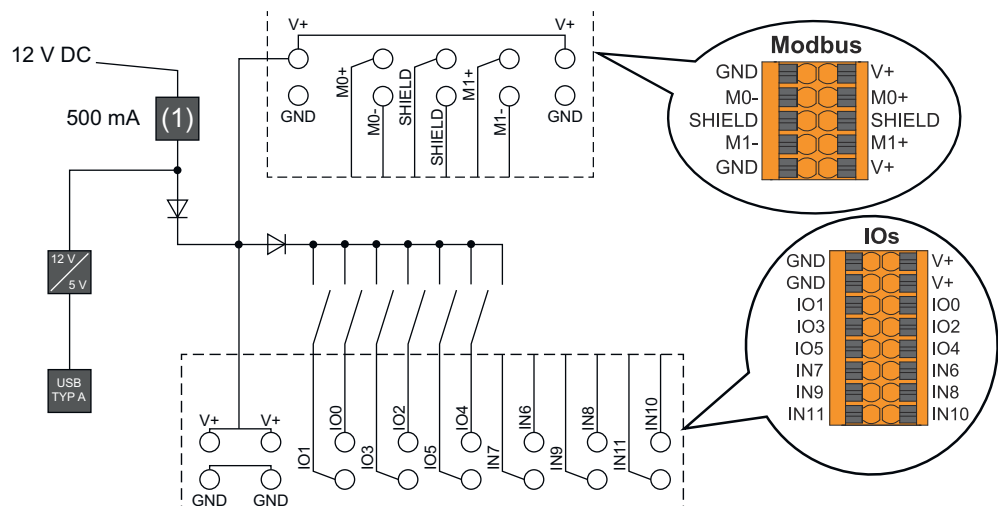 12 V DC
500 mA
(1)
12 V
5 V
USB
TYP A
V+
V+
GND
M0+
M0-
SHIELD
SHIELD
M1+
M1-
GND
Modbus
GND V+
M0- M0+
SHIELD SHIELD
M1- M1+
GND V+
V+
V+
GND
GND
IO1
IO0
IO3
IO2
IO5
IO4
IN7
IN6
IN9
IN8
IN11
IN10
IOs
GND V+
GND V+
IO1 IO0
IO3 IO2
IO5 IO4
IN7 IN6
IN9 IN8
IN11 IN10